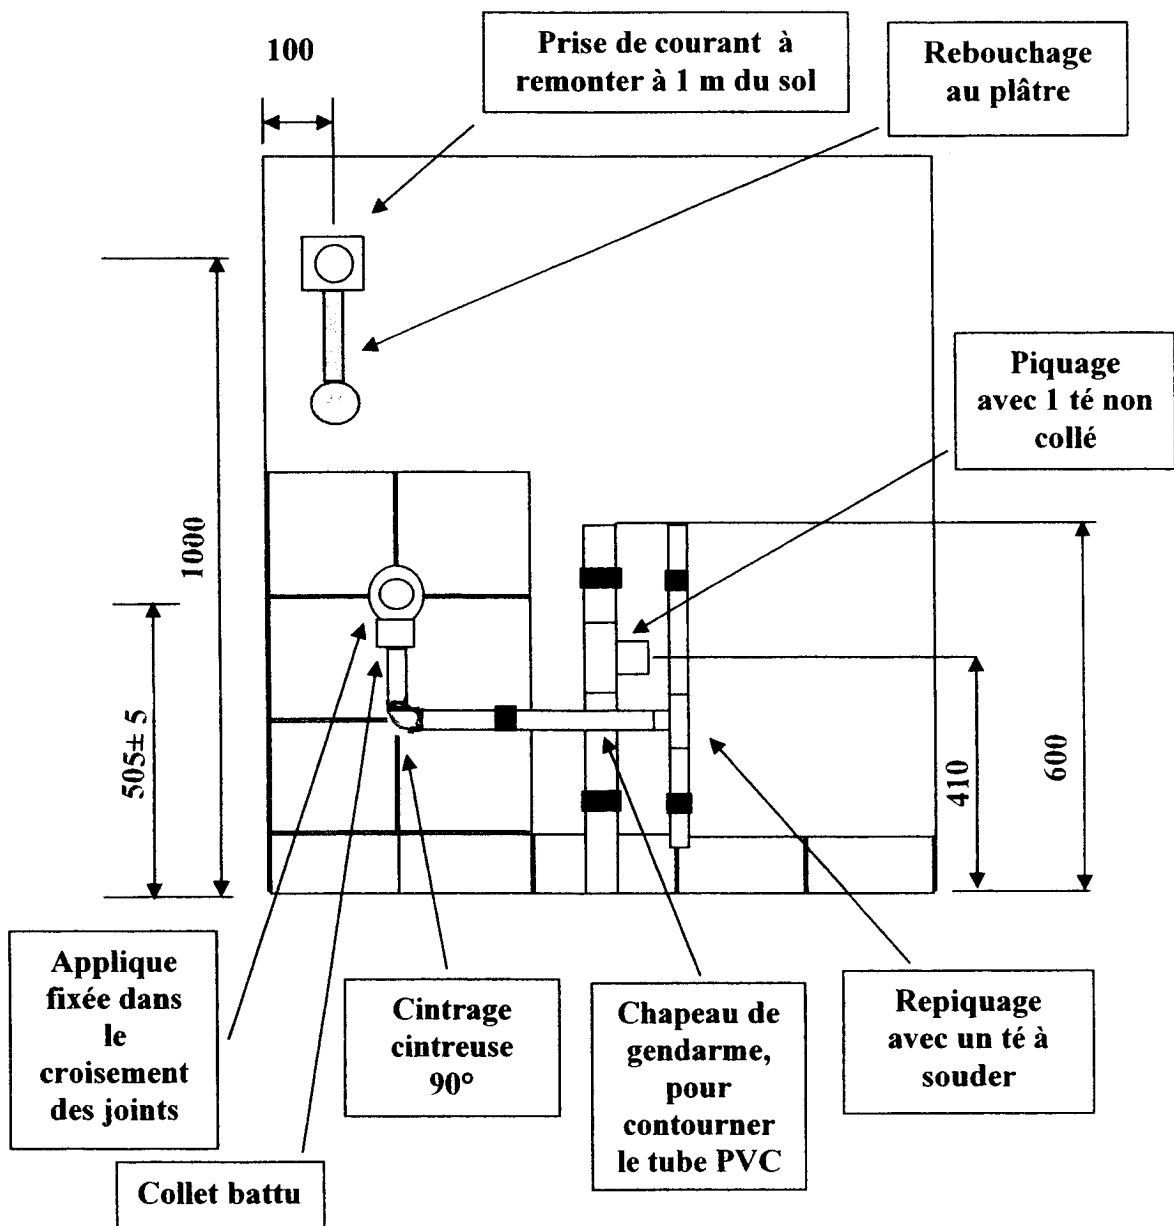 100
Prise de courant à
remonter à 1 m du sol
Rebouchage
au plâtre
Piquage
avec 1 té non
collé
1000
505± 5
410
600
Applique
fixée dans
le
croisement
des joints
Cintrage
cintreuse
90°
Chapeau de
gendarme,
pour
contourner
le tube PVC
Repiquage
avec un té à
souder
Collet battu